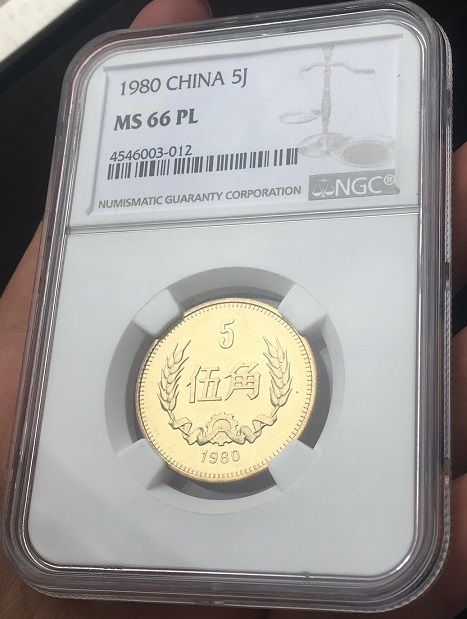 1980 CHINA 5J
MS 66 PL
4546003-012
NUMISMATIC GUARANTY CORPORATION
NGC®
5
伍角
1980